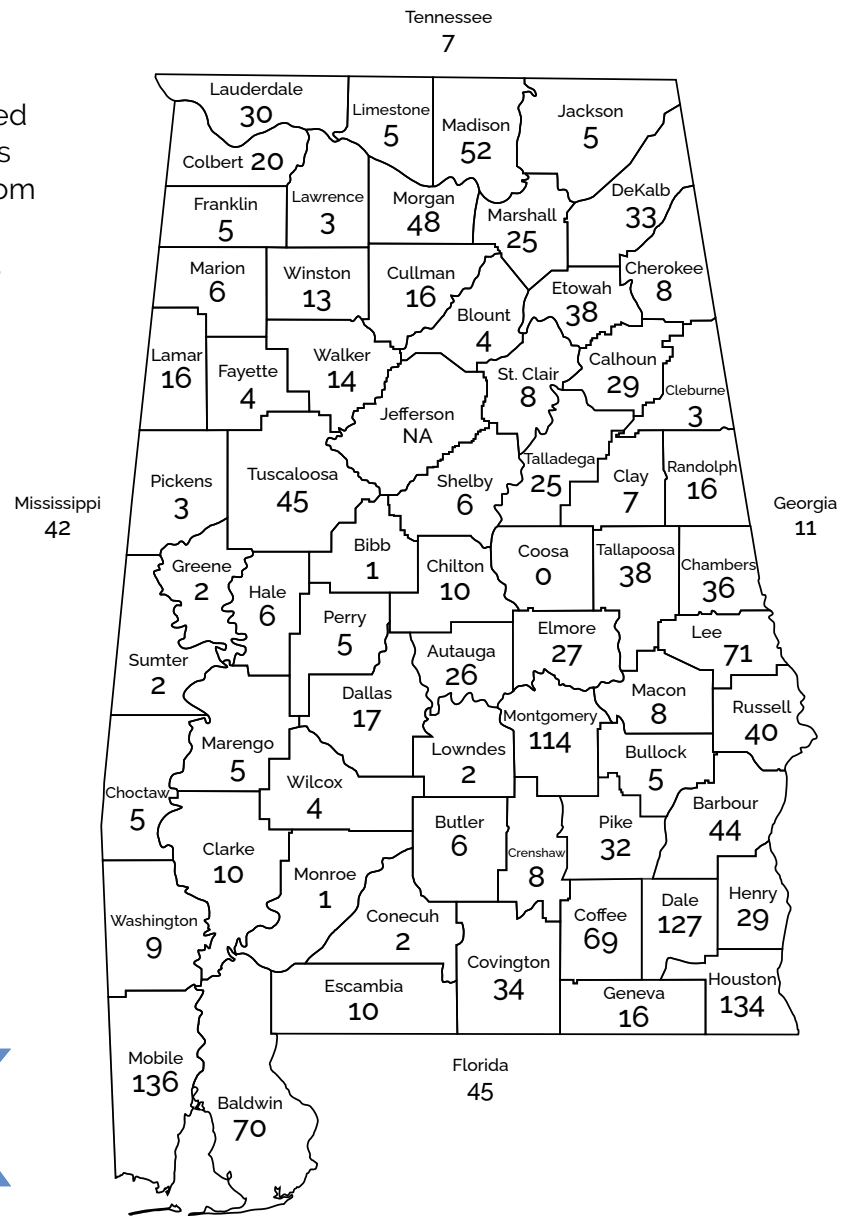 Tennessee
7
ed
s
om
Lauderdale
30
Limestone
5
Madison
52
Jackson
5
Colbert 20
Franklin
5
Lawrence
3
Morgan
48
Marshall
25
DeKalb
33
Marion
6
Winston
13
Cullman
16
Blount
4
Etowah
38
Cherokee
8
Lamar
16
Fayette
4
Walker
14
Jefferson
NA
St. Clair
8
Calhoun
29
Cleburne
3
Mississippi
42
Pickens
3
Tuscaloosa
45
Shelby
6
Talladega
25
Clay
7
Randolph
16
Georgia
11
Greene
2
Hale
6
Bibb
1
Chilton
10
Coosa
0
Tallapoosa
38
Chambers
36
Sumter
2
Perry
5
Autauga
26
Elmore
27
Lee
71
Dallas
17
Macon
8
Russell
40
Marengo
5
Lowndes
2
Montgomery
114
Bullock
5
Choctaw
5
Wilcox
4
Butler
6
Crenshaw
8
Pike
32
Barbour
44
Clarke
10
Monroe
1
Conecuh
2
Coffee
69
Dale
127
Henry
29
Washington
9
Escambia
10
Covington
34
Geneva
16
Houston
134
Mobile
136
Baldwin
70
Florida
45